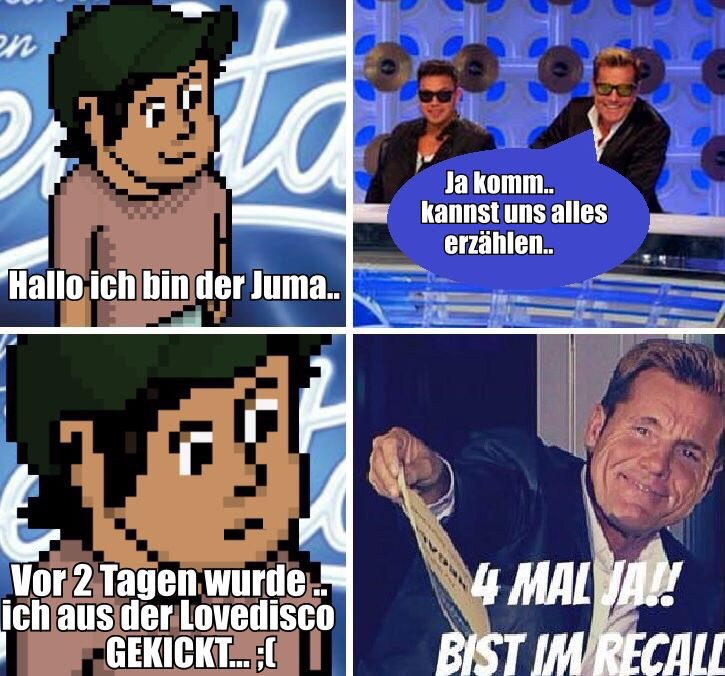 Hallo ich bin der Juma..
Ja komm..
kannst uns alles
erzählen..
Vor 2 Tagen wurde ..
ich aus der Lovedisco
GEKICKT... ;(
4 MAL JA!!
BIST IM RECALL